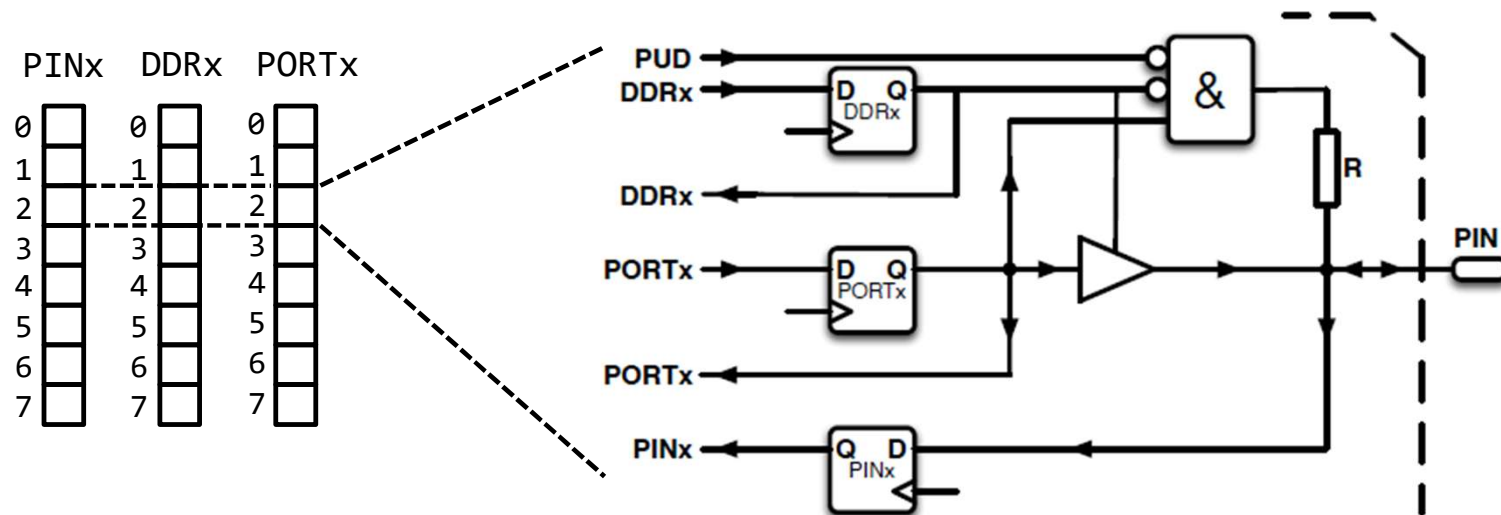 PINx DDRx PORTx
0 0 0
1 1 1
2 2 2
3 3 3
4 4 4
5 5 5
6 6 6
7 7 7
PUD
DDRx
D Q
DDRx
&
R
DDRx
PORTx
D Q
PORTx
PIN
PORTx
PINx
Q D
PINx